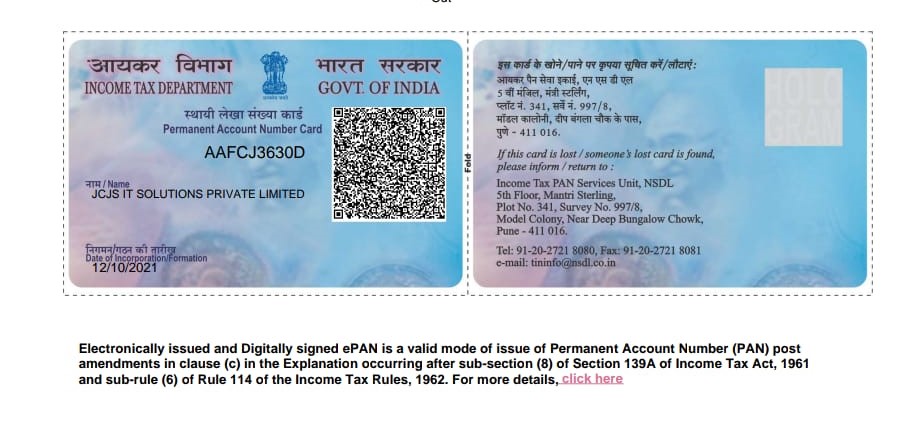 आयकर विभाग
INCOME TAX DEPARTMENT
भारत सरकार
GOVT. OF INDIA
स्थायी लेखा संख्या कार्ड
Permanent Account Number Card
AAFCJ3630D
नाम / Name
JCJS IT SOLUTIONS PRIVATE LIMITED
निगमन/गठन की तारीख
Date of Incorporation/Formation
12/10/2021
Fold
इस कार्ड के खोने/पाने पर कृपया सूचित करें/लौटाएं:
आयकर पैन सेवा इकाई, एन एस डी एल
5 वीं मंजिल, मंत्री स्टर्लिंग,
प्लॉट नं. 341, सर्वे नं. 997/8,
मॉडल कालोनी, दीप बंगला चौक के पास,
पुणे - 411 016.
If this card is lost / someone's lost card is found,
please inform / return to :
Income Tax PAN Services Unit, NSDL
5th Floor, Mantri Sterling,
Plot No. 341, Survey No. 997/8,
Model Colony, Near Deep Bungalow Chowk,
Pune - 411 016.
Tel: 91-20-2721 8080, Fax: 91-20-2721 8081
e-mail: tininfo@nsdl.co.in
HOLO
GRAM
Electronically issued and Digitally signed ePAN is a valid mode of issue of Permanent Account Number (PAN) post
amendments in clause (c) in the Explanation occurring after sub-section (8) of Section 139A of Income Tax Act, 1961
and sub-rule (6) of Rule 114 of the Income Tax Rules, 1962. For more details, click here